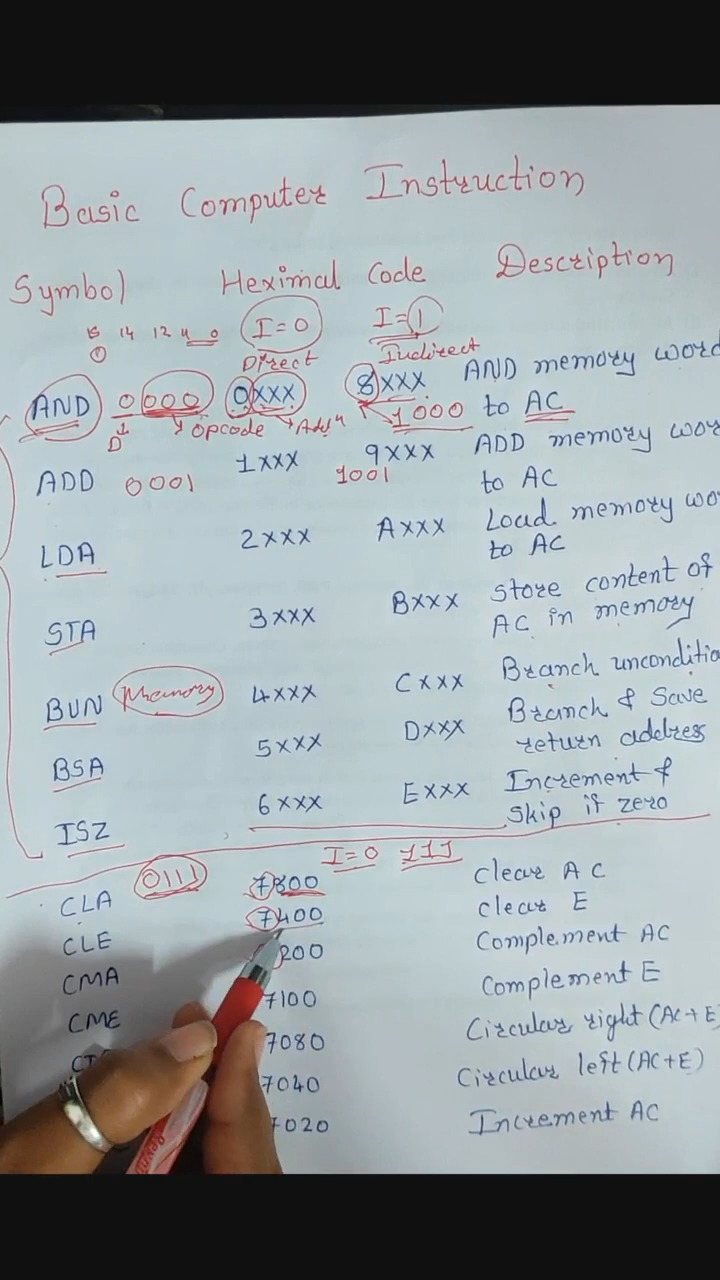 Basic Computer Instruction
Symbol Heximal Code Description
15 14 12 11 0 I=0 I=1
Direct Indirect
AND 0000 0xxx 8xxx AND memory word
opcode 1000 to AC
ADD 0001 1xxx 9xxx ADD memory wor
1001 to AC
LDA 2xxx Axxx Load memory wo
to AC
STA 3xxx Bxxx Store content of
AC in memory
BUN Memory 4xxx Cxxx Branch unconditio
BSA 5xxx Dxxx Branch & Save
return address
ISZ 6xxx Exxx Increment &
Skip if zero
I=0 111
CLA 0111 7800 Clear AC
CLE 7400 Clear E
CMA 200 Complement AC
CME 7100 Complement E
7080 Circular right (AC+E)
7040 Circular left (AC+E)
7020 Increment AC